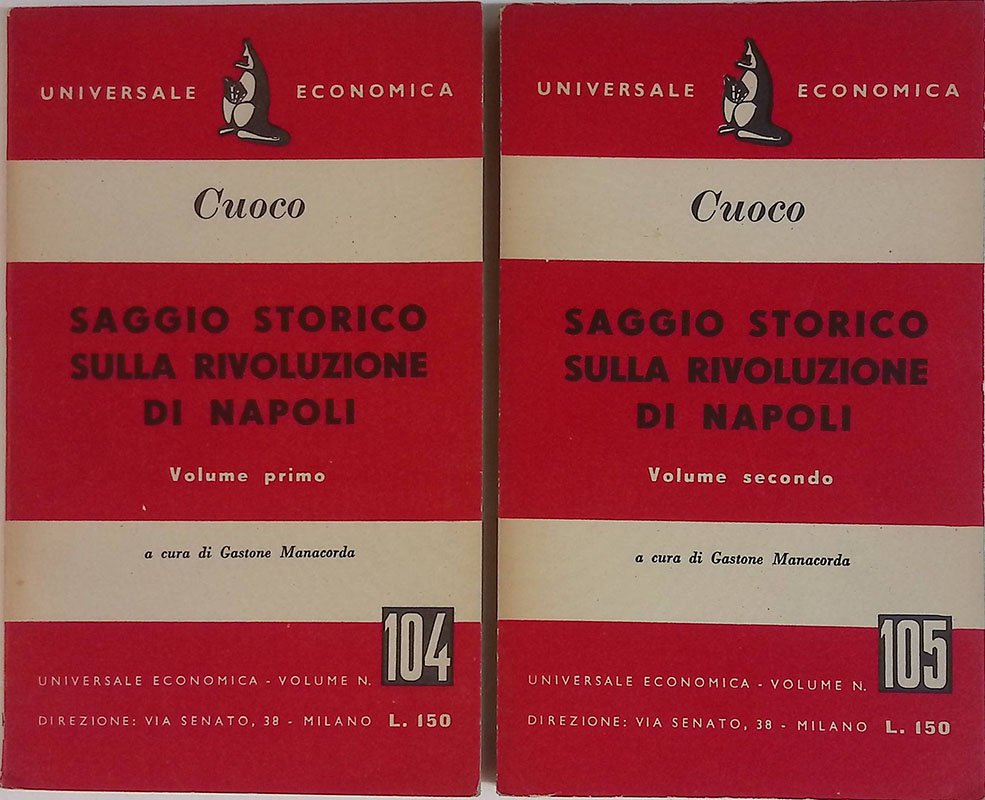 UNIVERSALE ECONOMICA
Cuoco
SAGGIO STORICO
SULLA RIVOLUZIONE
DI NAPOLI
Volume primo
a cura di Gastone Manacorda
UNIVERSALE ECONOMICA - VOLUME N. 104
DIREZIONE: VIA SENATO, 38 - MILANO L. 150
UNIVERSALE ECONOMICA
Cuoco
SAGGIO STORICO
SULLA RIVOLUZIONE
DI NAPOLI
Volume secondo
a cura di Gastone Manacorda
UNIVERSALE ECONOMICA - VOLUME N. 105
DIREZIONE: VIA SENATO, 38 - MILANO L. 150